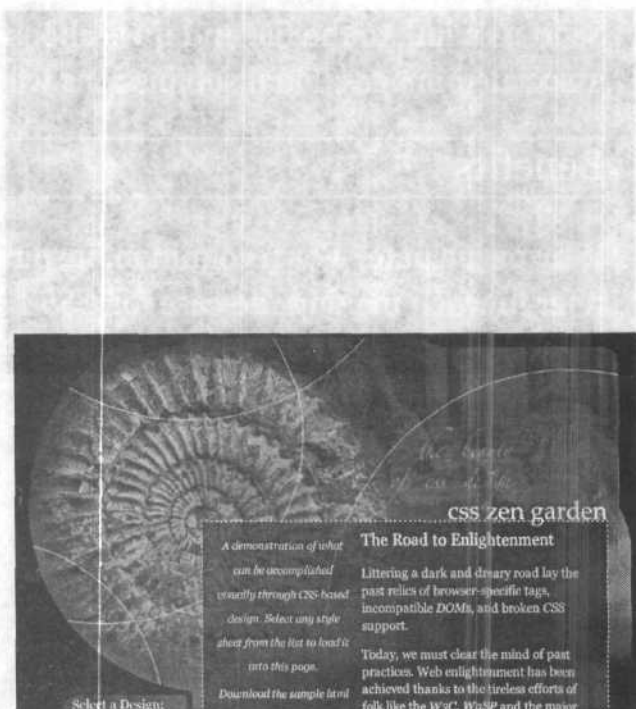 css zen garden
A demonstration of what
can be accomplished
visually through CSS-based
design. Select any style
sheet from the list to load it
into this page.
Download the sample html
The Road to Enlightenment
Littering a dark and dreary road lay the
past relics of browser-specific tags,
incompatible DOMs, and broken CSS
support.
Today, we must clear the mind of past
practices. Web enlightenment has been
achieved thanks to the tireless efforts of
folk like the W3C, WaSP and the major
Select a Design: